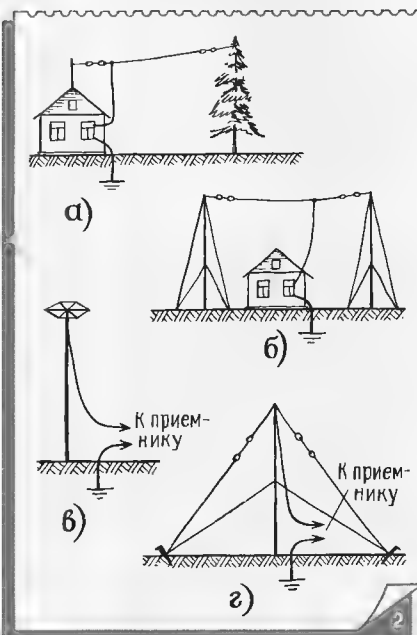 а)
б)
К прием-
нику
в)
К прием-
нику
г)
2